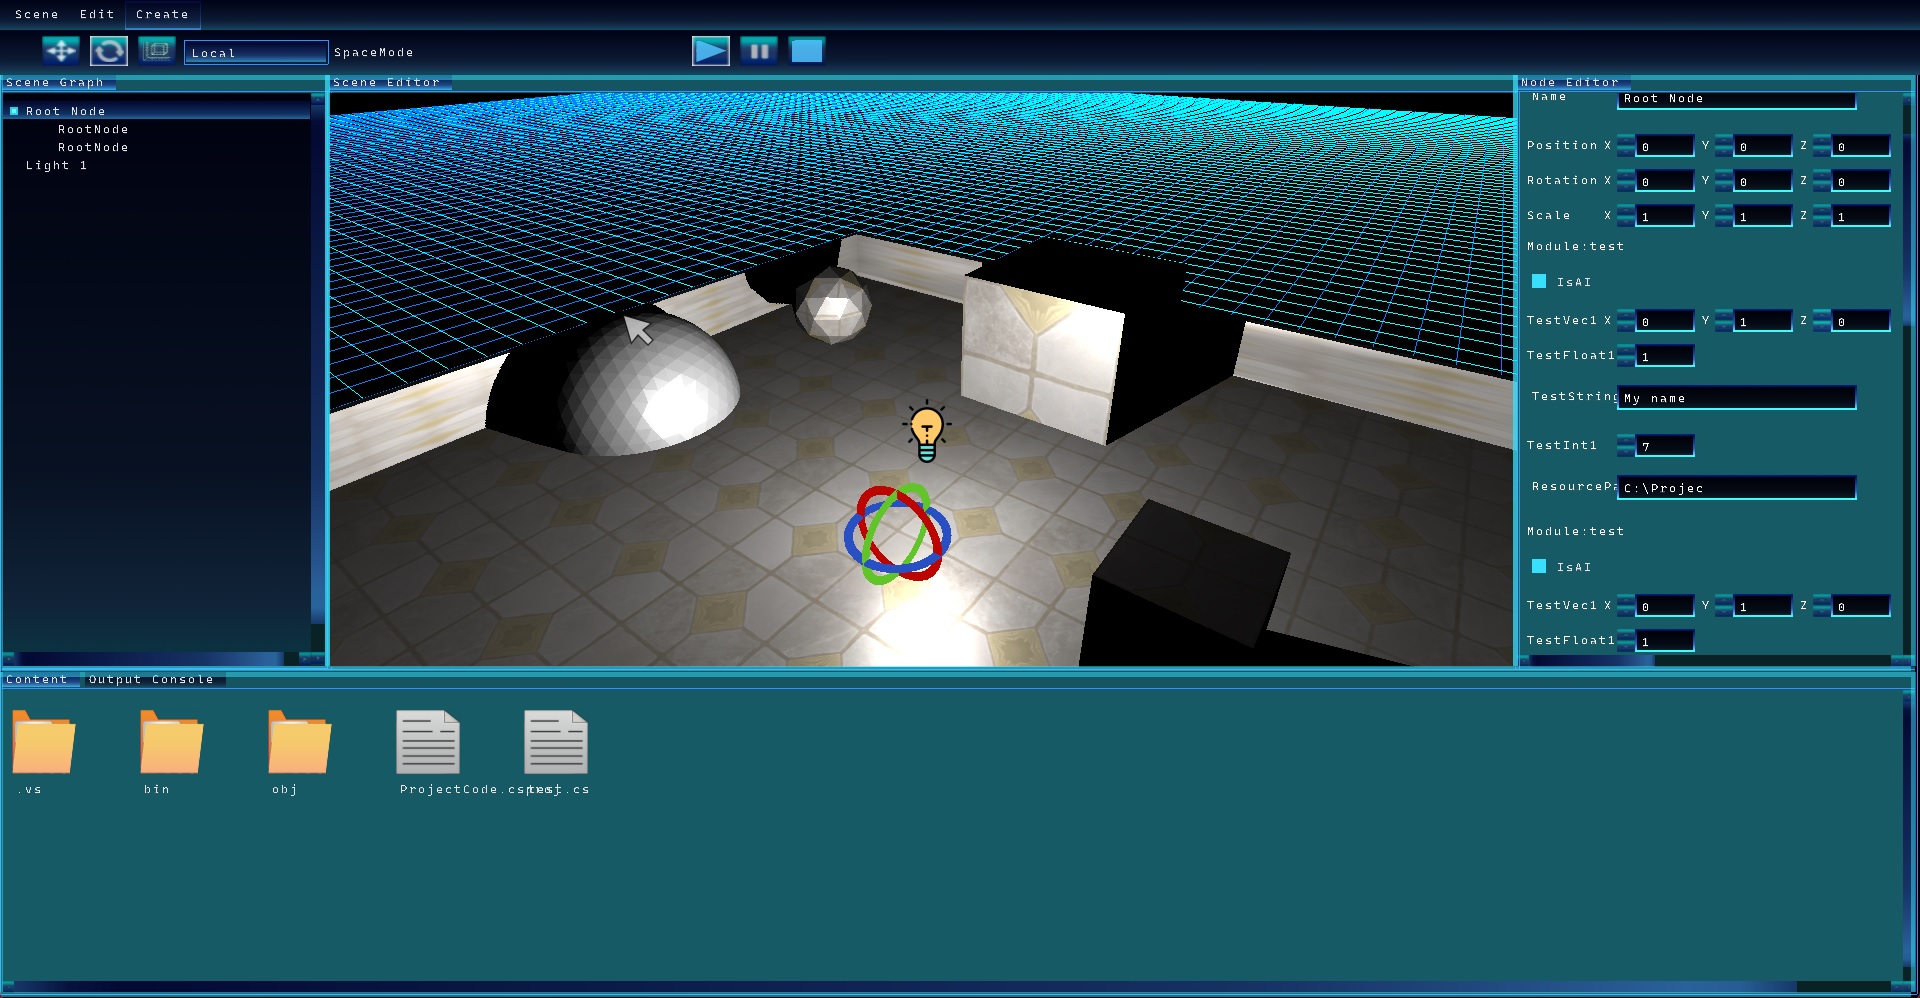 Scene Edit Create
Local SpaceMode
Scene Graph
Root Node
RootNode
RootNode
Light 1
Scene Editor
Node Editor
Name Root Node
Position X 0 Y 0 Z 0
Rotation X 0 Y 0 Z 0
Scale X 1 Y 1 Z 1
Module:test
IsAI
TestVec1 X 0 Y 1 Z 0
TestFloat1 1
TestString My name
TestInt1 7
ResourcePa C:\Projec
Module:test
IsAI
TestVec1 X 0 Y 1 Z 0
TestFloat1 1
Content Output Console
.vs bin obj ProjectCode.csproj test.cs